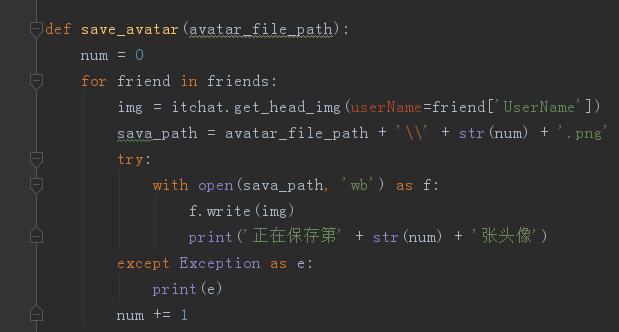 def save_avatar(avatar_file_path):
    num = 0
    for friend in friends:
        img = itchat.get_head_img(userName=friend['UserName'])
        sava_path = avatar_file_path + '\\' + str(num) + '.png'
        try:
            with open(sava_path, 'wb') as f:
                f.write(img)
                print('正在保存第' + str(num) + '张头像')
        except Exception as e:
            print(e)
        num += 1